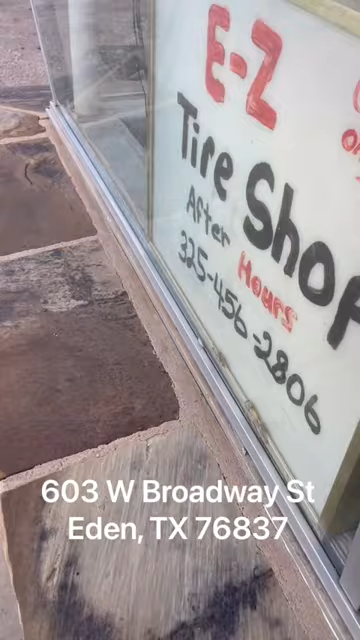 E-Z
Tire Shop
After Hours
325-456-2806
603 W Broadway St
Eden, TX 76837